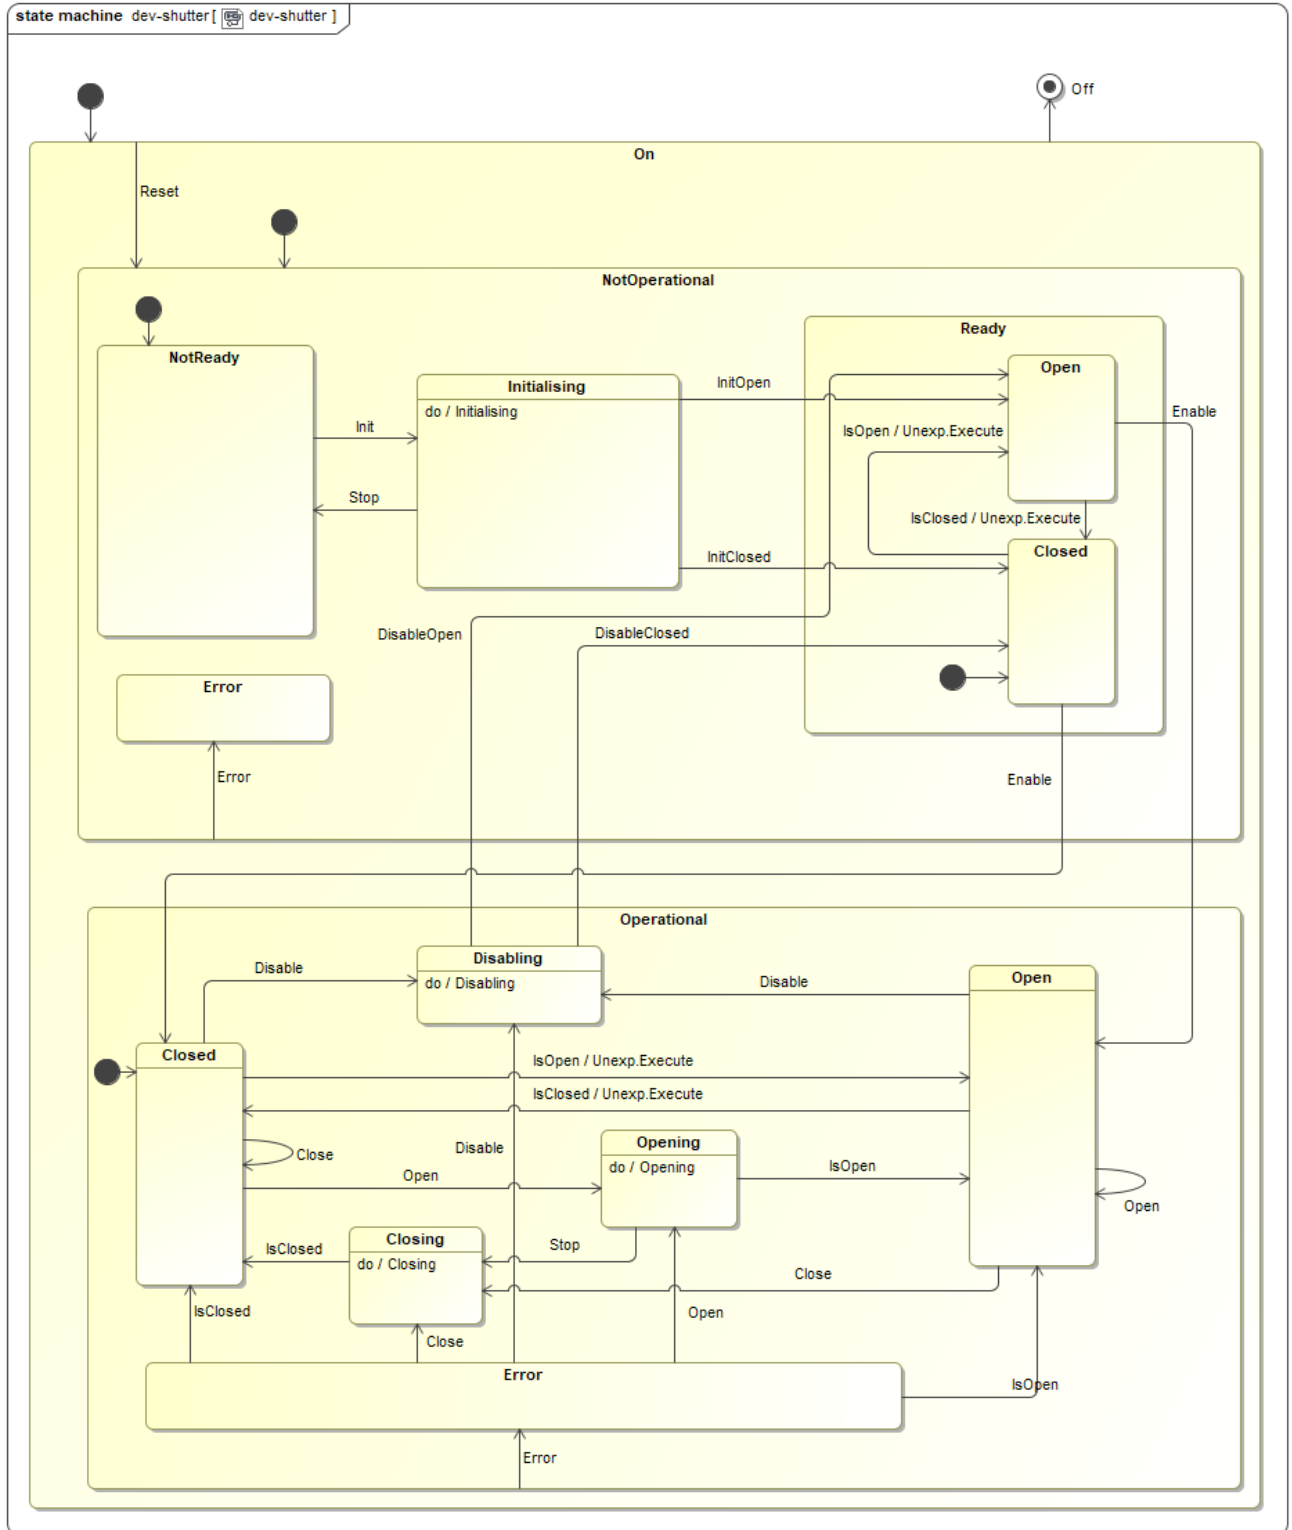 state machine dev-shutter [ dev-shutter ]
Off
On
Reset
NotOperational
Ready
NotReady
Open
Initialising
InitOpen
do / Initialising
Enable
Init
IsOpen / Unexp.Execute
Stop
IsClosed / Unexp.Execute
Closed
InitClosed
DisableOpen
DisableClosed
Error
Error
Enable
Operational
Disabling
Disable
do / Disabling
Disable
Open
Closed
IsOpen / Unexp.Execute
IsClosed / Unexp.Execute
Close
Disable
Opening
do / Opening
IsOpen
Open
Open
Closing
IsClosed
do / Closing
Stop
Close
IsClosed
Close
Open
Error
IsOpen
Error